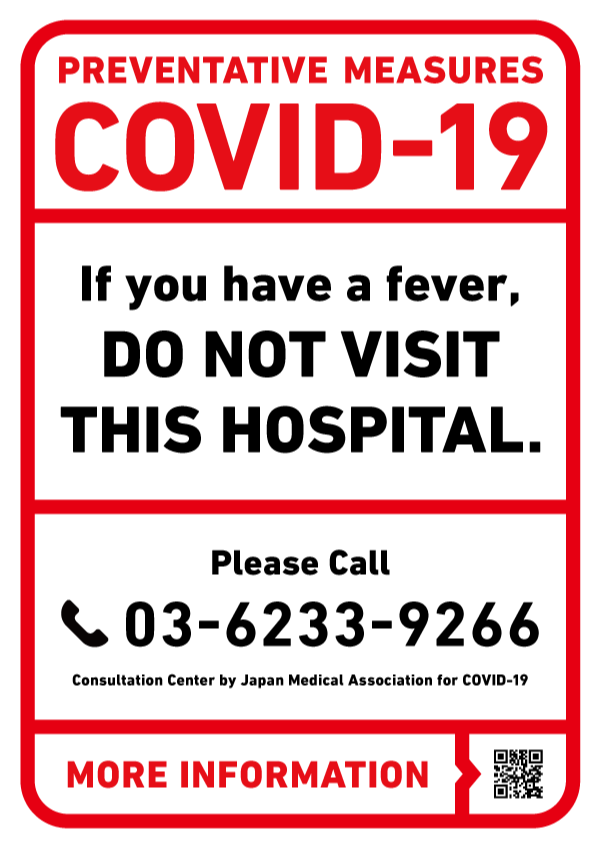 PREVENTATIVE MEASURES
COVID-19
If you have a fever,
DO NOT VISIT
THIS HOSPITAL.
Please Call
03-6233-9266
Consultation Center by Japan Medical Association for COVID-19
MORE INFORMATION